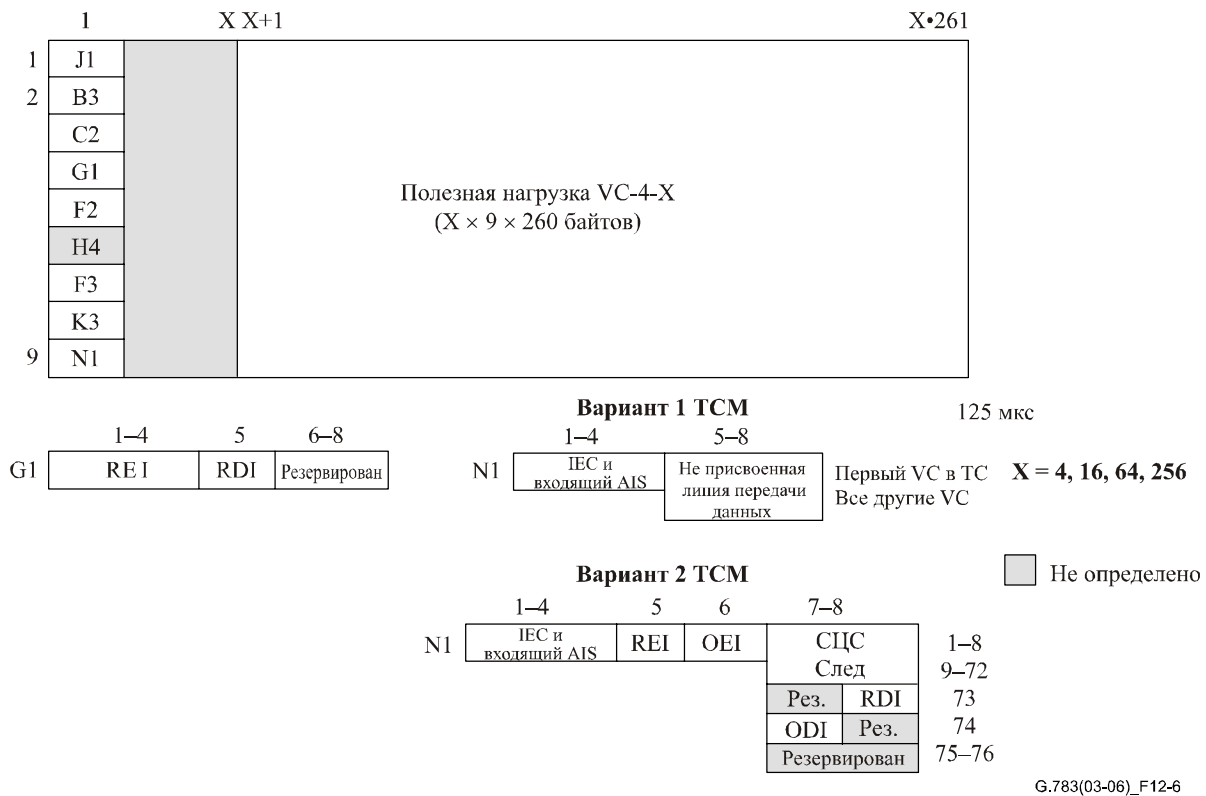 1 X X+1 X•261
1 J1
2 B3
C2
G1
F2
H4
F3
K3
9 N1
Полезная нагрузка VC-4-X
(X × 9 × 260 байтов)
125 мкс
1–4 5 6–8
G1 REI RDI Резервирован
Вариант 1 TCM
1–4 5–8
N1 IEC и
входящий AIS
Не присвоенная
линия передачи
данных
Первый VC в TC
Все другие VC
X = 4, 16, 64, 256
Не определено
Вариант 2 TCM
1–4 5 6 7–8
N1 IEC и
входящий AIS
REI OEI СЦС 1–8
След 9–72
Рез. RDI 73
ODI Рез. 74
Резервирован 75–76
G.783(03-06)_F12-6